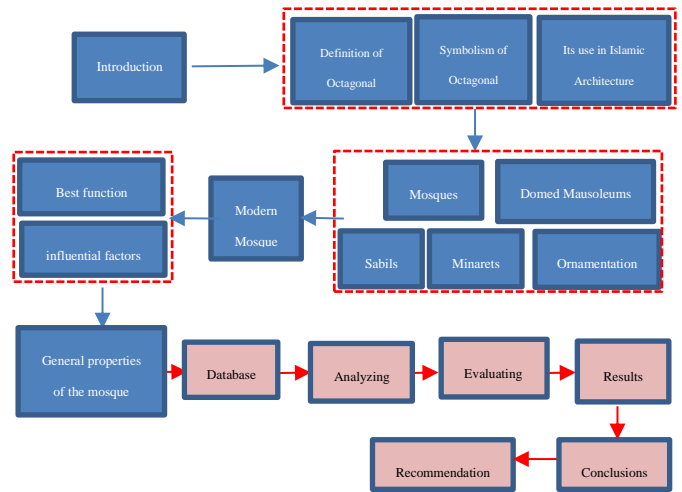 Introduction
Definition of
Octagonal
Symbolism of
Octagonal
Its use in Islamic
Architecture
Mosques
Domed Mausoleums
Sabils
Minarets
Ornamentation
Modern
Mosque
Best function
influential factors
General properties
of the mosque
Database
Analyzing
Evaluating
Results
Conclusions
Recommendation